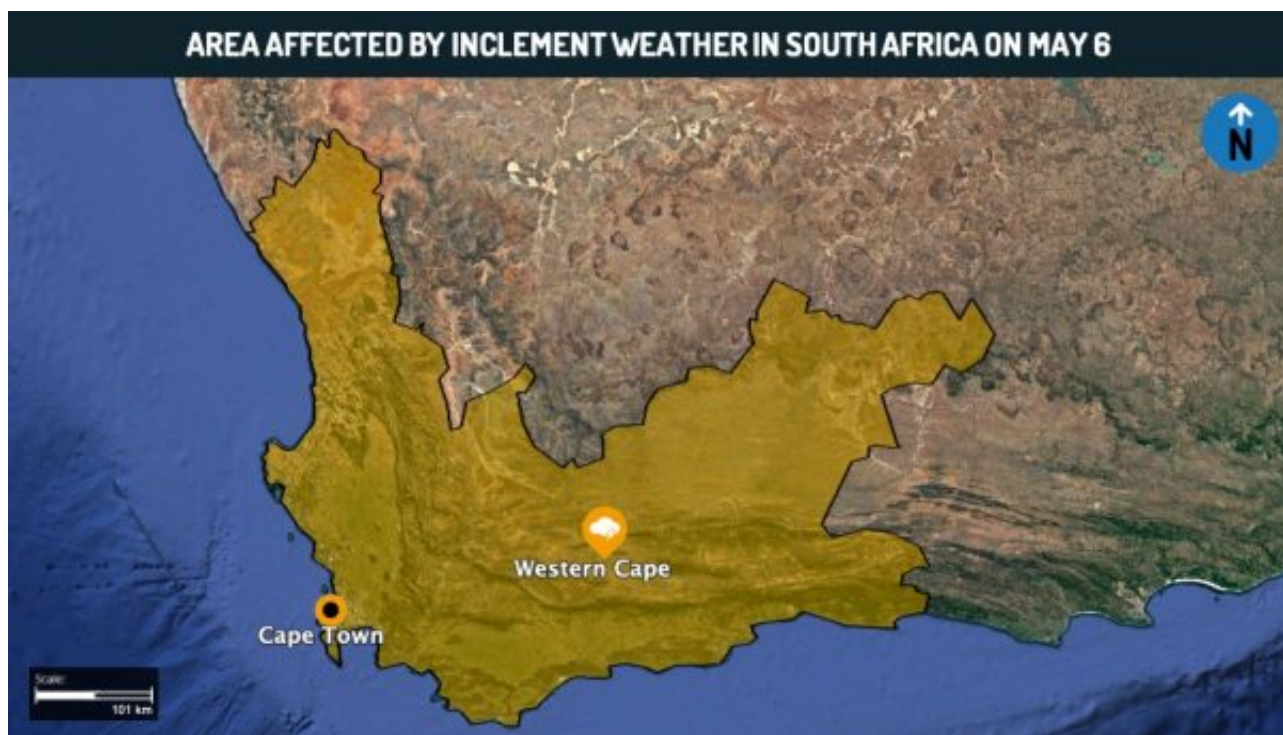 AREA AFFECTED BY INCLEMENT WEATHER IN SOUTH AFRICA ON MAY 6
N
Western Cape
Cape Town
Scale:
101 km